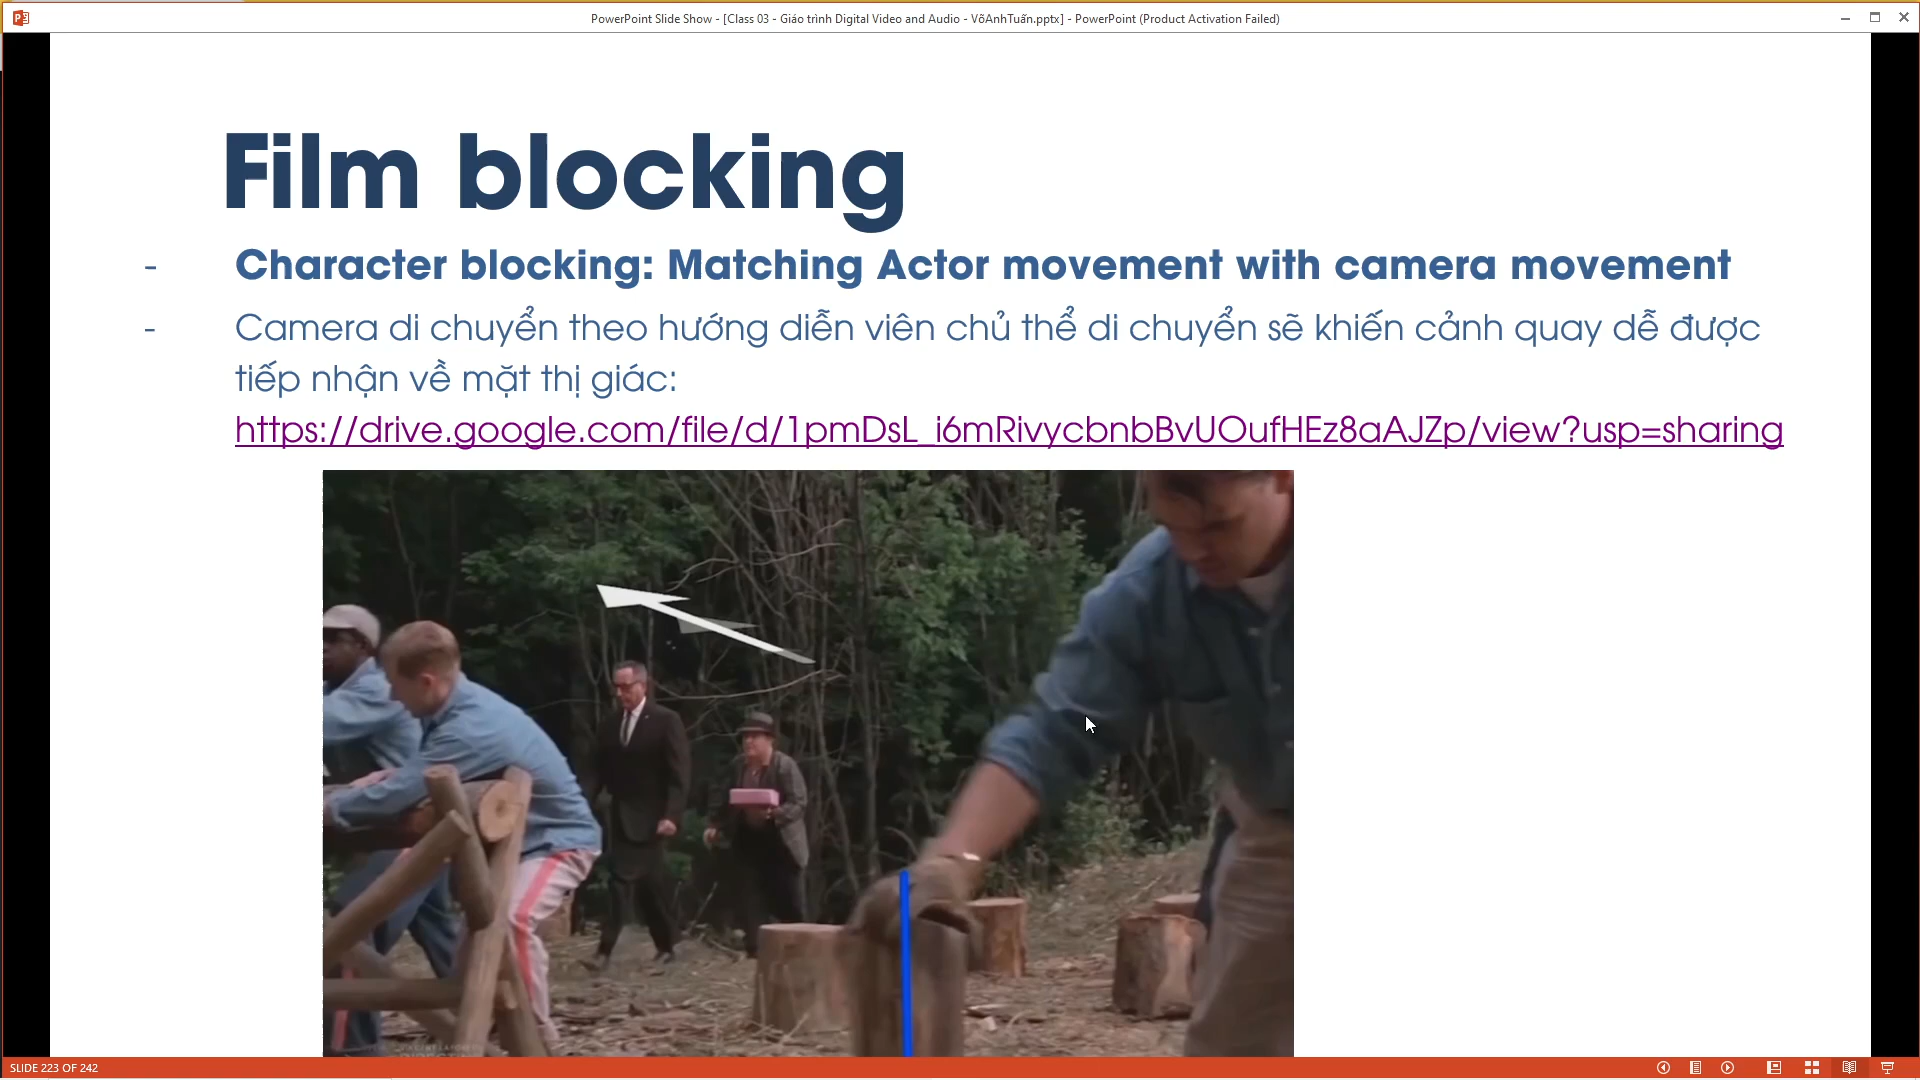 PowerPoint Slide Show - [Class 03 - Giáo trình Digital Video and Audio - VõAnhTuấn.pptx] - PowerPoint (Product Activation Failed)
Film blocking
- Character blocking: Matching Actor movement with camera movement
- Camera di chuyển theo hướng diễn viên chủ thể di chuyển sẽ khiến cảnh quay dễ được
tiếp nhận về mặt thị giác:
https://drive.google.com/file/d/1pmDsL_i6mRivycbnbBvUOufHEz8aAJZp/view?usp=sharing
SLIDE 223 OF 242